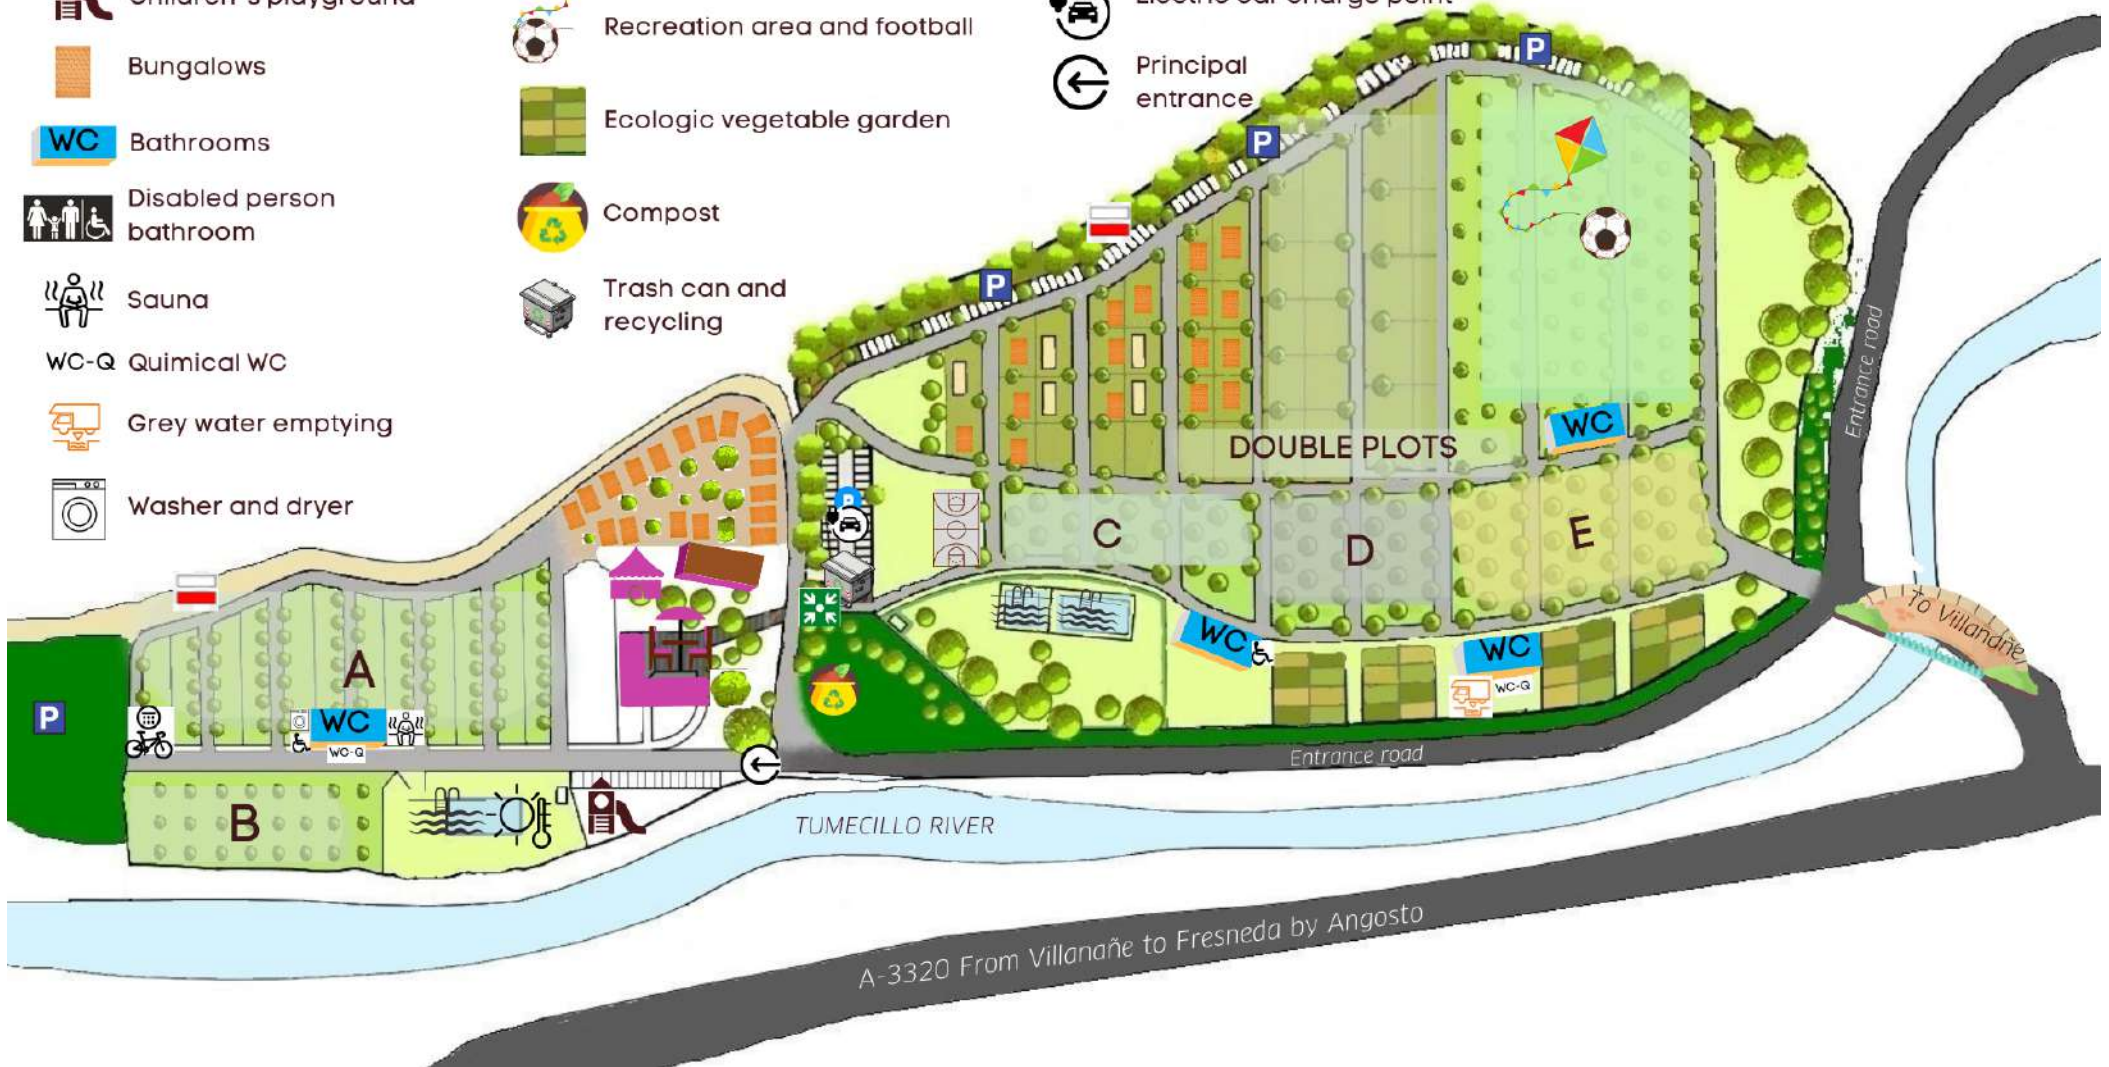 Children's playground
Bungalows
WC
Bathrooms
Disabled person
bathroom
Sauna
WC-Q Quimical WC
Grey water emptying
Washer and dryer
Recreation area and football
Ecologic vegetable garden
Compost
Trash can and
recycling
Electric car charge point
Principal
entrance
P
P
P
DOUBLE PLOTS
WC
Entrance road
P
C
D
E
To Villanañe
WC
WC
WC-Q
A
P
WC
WC-Q
Entrance road
B
TUMECILLO RIVER
A-3320 From Villanañe to Fresneda by Angosto